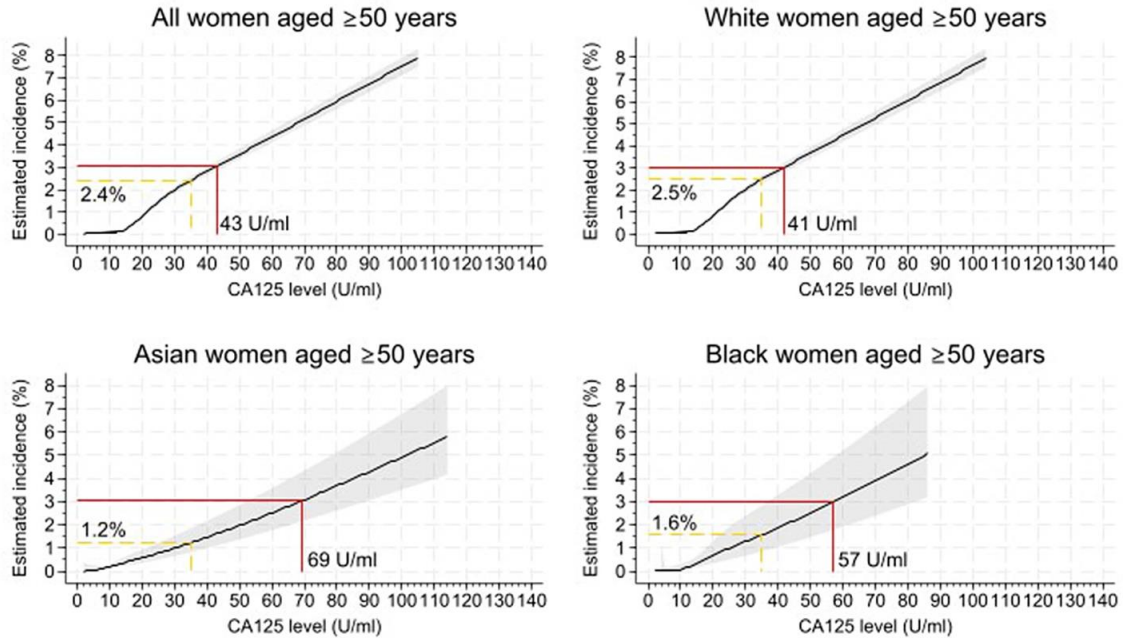 All women aged ≥50 years
Estimated incidence (%)
8
7
6
5
4
3
2
1
0
2.4%
43 U/ml
0 10 20 30 40 50 60 70 80 90 100 110 120 130 140
CA125 level (U/ml)
White women aged ≥50 years
Estimated incidence (%)
8
7
6
5
4
3
2
1
0
2.5%
41 U/ml
0 10 20 30 40 50 60 70 80 90 100 110 120 130 140
CA125 level (U/ml)
Asian women aged ≥50 years
Estimated incidence (%)
8
7
6
5
4
3
2
1
0
1.2%
69 U/ml
0 10 20 30 40 50 60 70 80 90 100 110 120 130 140
CA125 level (U/ml)
Black women aged ≥50 years
Estimated incidence (%)
8
7
6
5
4
3
2
1
0
1.6%
57 U/ml
0 10 20 30 40 50 60 70 80 90 100 110 120 130 140
CA125 level (U/ml)